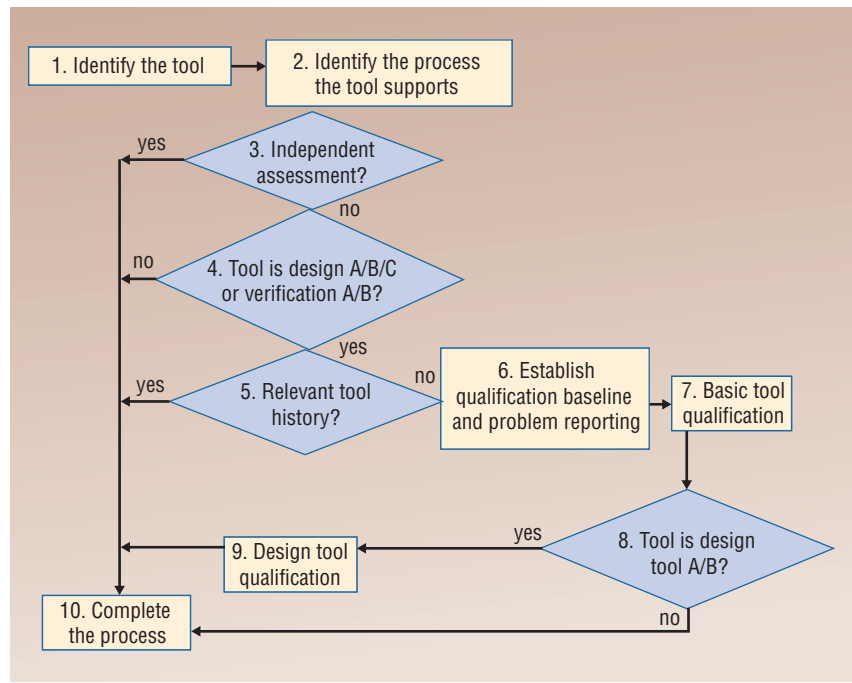 1. Identify the tool
2. Identify the process
the tool supports
yes
3. Independent
assessment?
no
no
4. Tool is design A/B/C
or verification A/B?
yes
yes
5. Relevant tool
history?
no
6. Establish
qualification baseline
and problem reporting
7. Basic tool
qualification
8. Tool is design
tool A/B?
yes
9. Design tool
qualification
no
10. Complete
the process